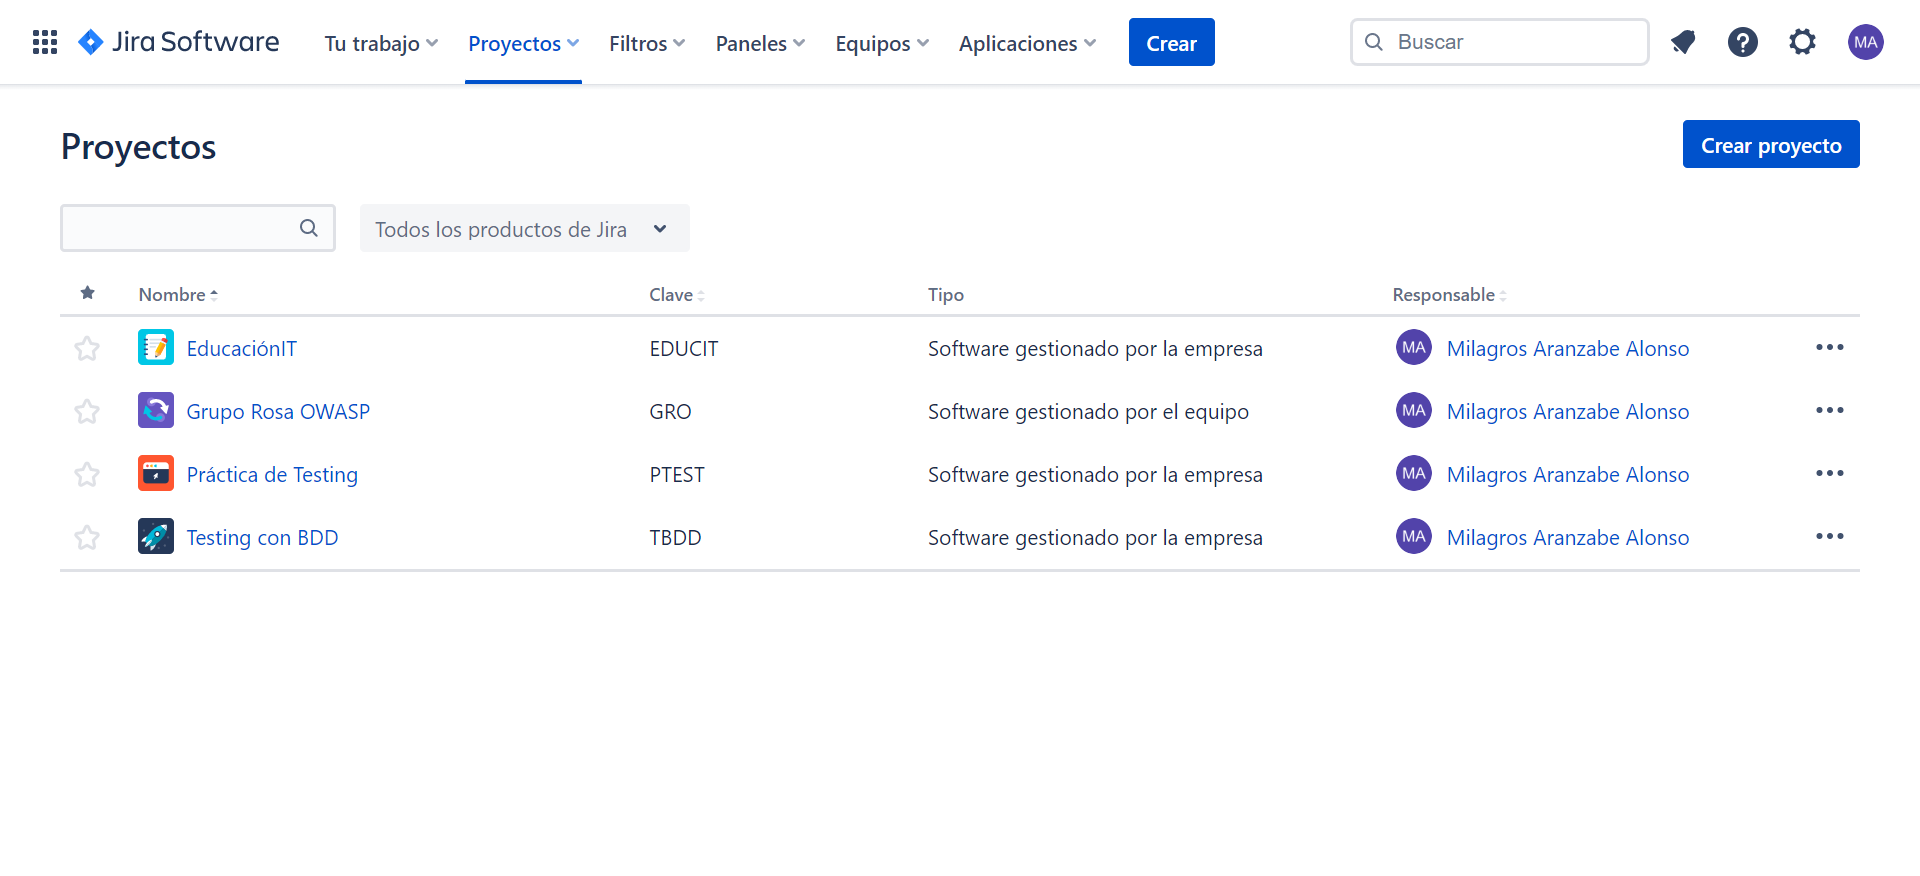 Jira Software Tu trabajo Proyectos Filtros Paneles Equipos Aplicaciones Crear Buscar MA
Proyectos Crear proyecto
Todos los productos de Jira
Nombre Clave Tipo Responsable
EducaciónIT EDUCIT Software gestionado por la empresa MA Milagros Aranzabe Alonso
Grupo Rosa OWASP GRO Software gestionado por el equipo MA Milagros Aranzabe Alonso
Práctica de Testing PTEST Software gestionado por la empresa MA Milagros Aranzabe Alonso
Testing con BDD TBDD Software gestionado por la empresa MA Milagros Aranzabe Alonso